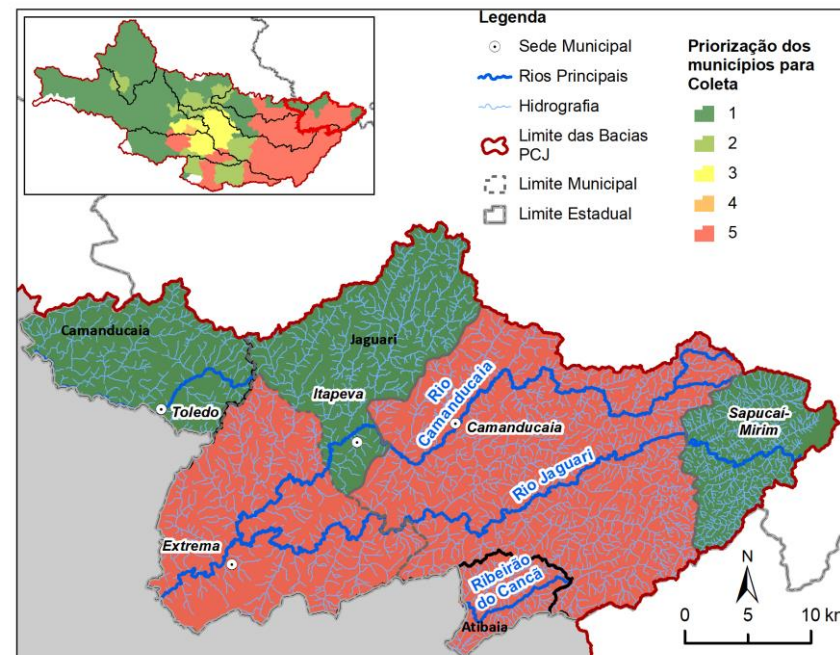 Legenda
Sede Municipal
Rios Principais
Hidrografia
Limite das Bacias
PCJ
Limite Municipal
Limite Estadual
Priorização dos
municípios para
Coleta
1
2
3
4
5
Camanducaia
Jaguari
Toledo
Itapeva
Rio
Camanducaia
Camanducaia
Sapucaí-
Mirim
Rio Jaguari
Extrema
Ribeirão
do Cancã
Atibaia
N
0 5 10 km